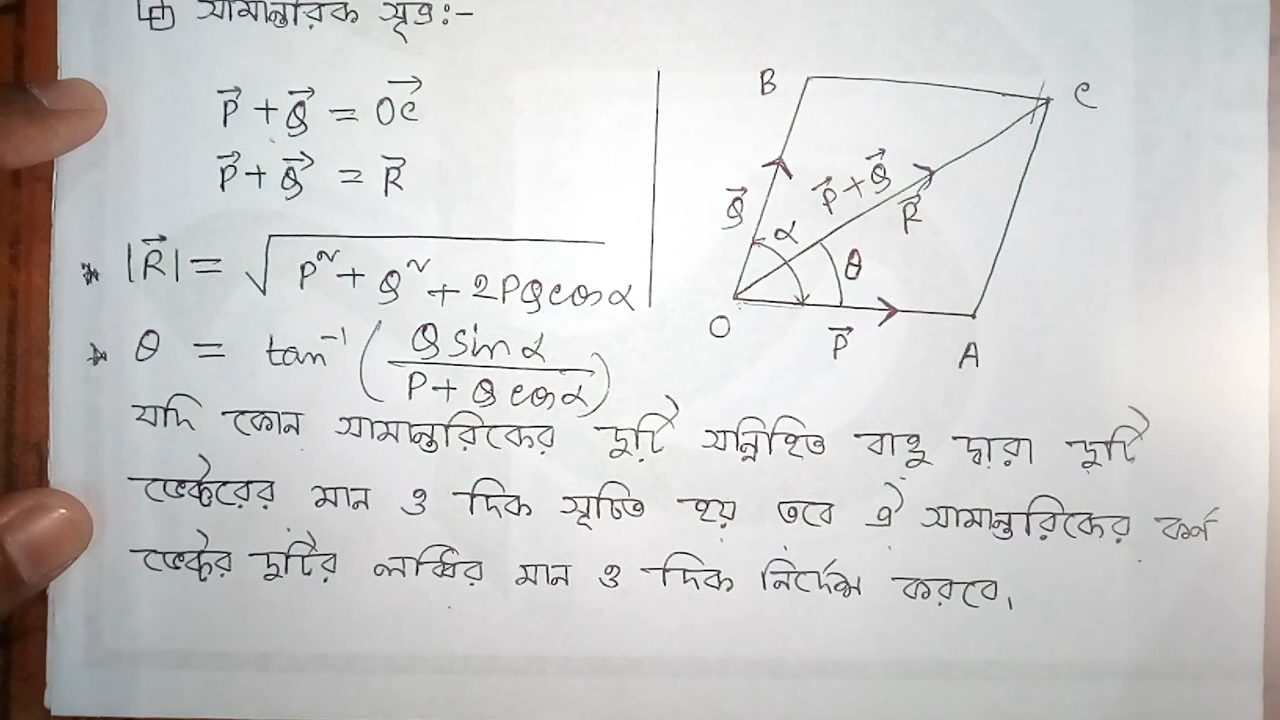 সামান্তরিক সূত্র:-
P⃗ + Q⃗ = OC⃗
P⃗ + Q⃗ = R⃗
* |R⃗| = √P² + Q² + 2PQ cos α
* θ = tan⁻¹ (Q sin α / P + Q cos α)
যদি কোন সামান্তরিকের দুটি সন্নিহিত বাহু দ্বারা দুটি
ভেক্টরের মান ও দিক সূচিত হয় তবে ঐ সামান্তরিকের কর্ন
ভেক্টর দুটির লব্ধির মান ও দিক নির্দেশ করবে।
B
C
Q⃗
P⃗ + Q⃗
R⃗
α
θ
O
P⃗
A